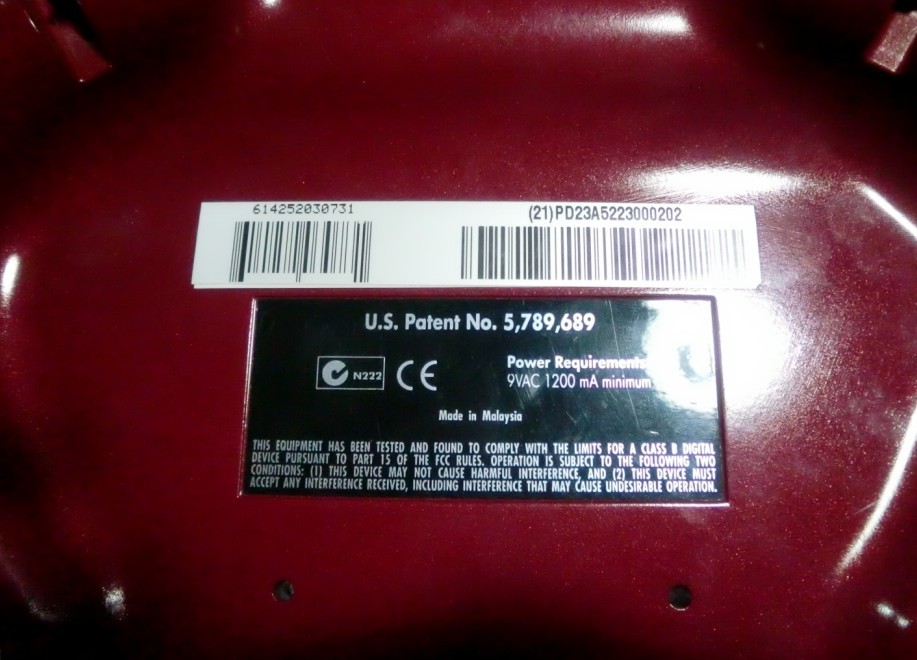 614252030731
(21)PD23A5223000202
U.S. Patent No. 5,789,689
N222 CE
Power Requirements
9VAC 1200 mA minimum
Made in Malaysia
THIS EQUIPMENT HAS BEEN TESTED AND FOUND TO COMPLY WITH THE LIMITS FOR A CLASS B DIGITAL
DEVICE PURSUANT TO PART 15 OF THE FCC RULES. OPERATION IS SUBJECT TO THE FOLLOWING TWO
CONDITIONS: (1) THIS DEVICE MAY NOT CAUSE HARMFUL INTERFERENCE, AND (2) THIS DEVICE MUST
ACCEPT ANY INTERFERENCE RECEIVED, INCLUDING INTERFERENCE THAT MAY CAUSE UNDESIRABLE OPERATION.